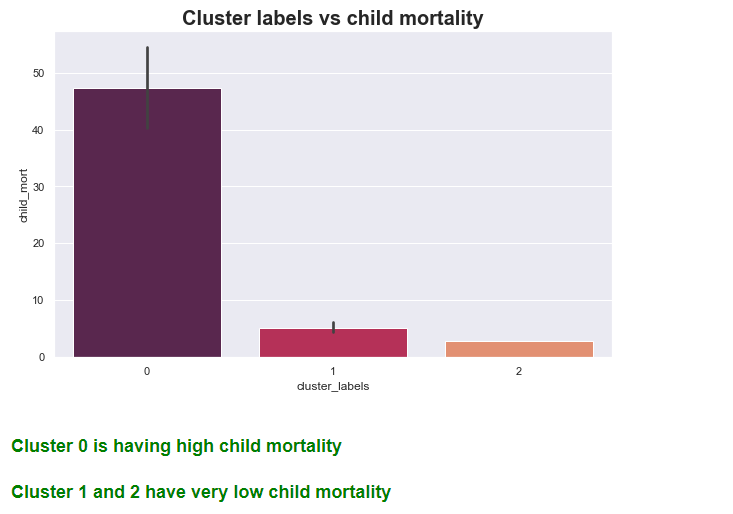 Cluster labels vs child mortality
50
40
30
20
10
0
child_mort
0 1 2
cluster_labels
Cluster 0 is having high child mortality
Cluster 1 and 2 have very low child mortality